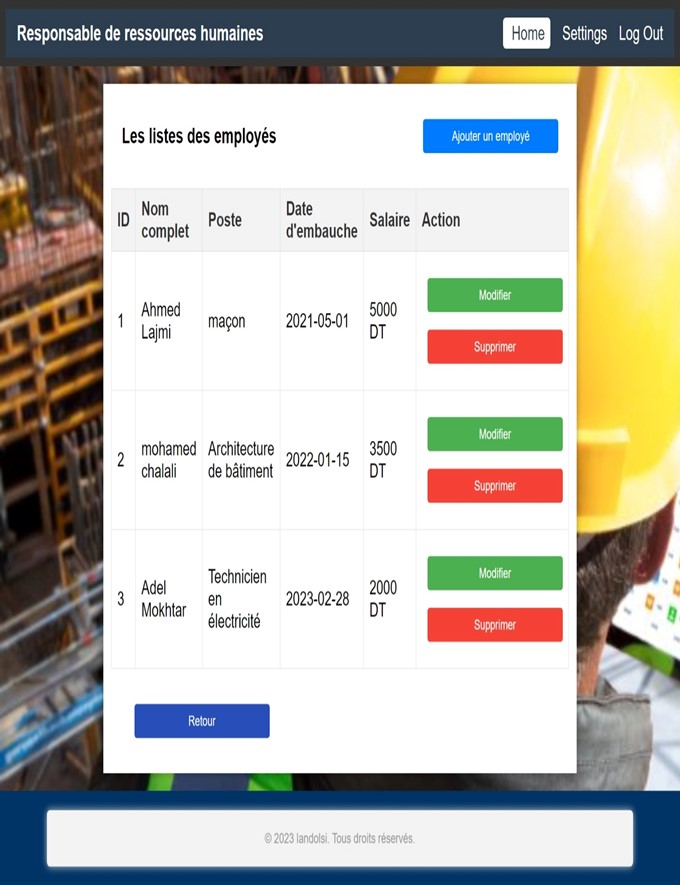 Responsable de ressources humaines
Home Settings Log Out
Les listes des employés
Ajouter un employé
ID Nom complet Poste Date d'embauche Salaire Action
1 Ahmed Lajmi maçon 2021-05-01 5000 DT Modifier
Supprimer
2 mohamed chalali Architecture de bâtiment 2022-01-15 3500 DT Modifier
Supprimer
3 Adel Mokhtar Technicien en électricité 2023-02-28 2000 DT Modifier
Supprimer
Retour
© 2023 landolsi. Tous droits réservés.